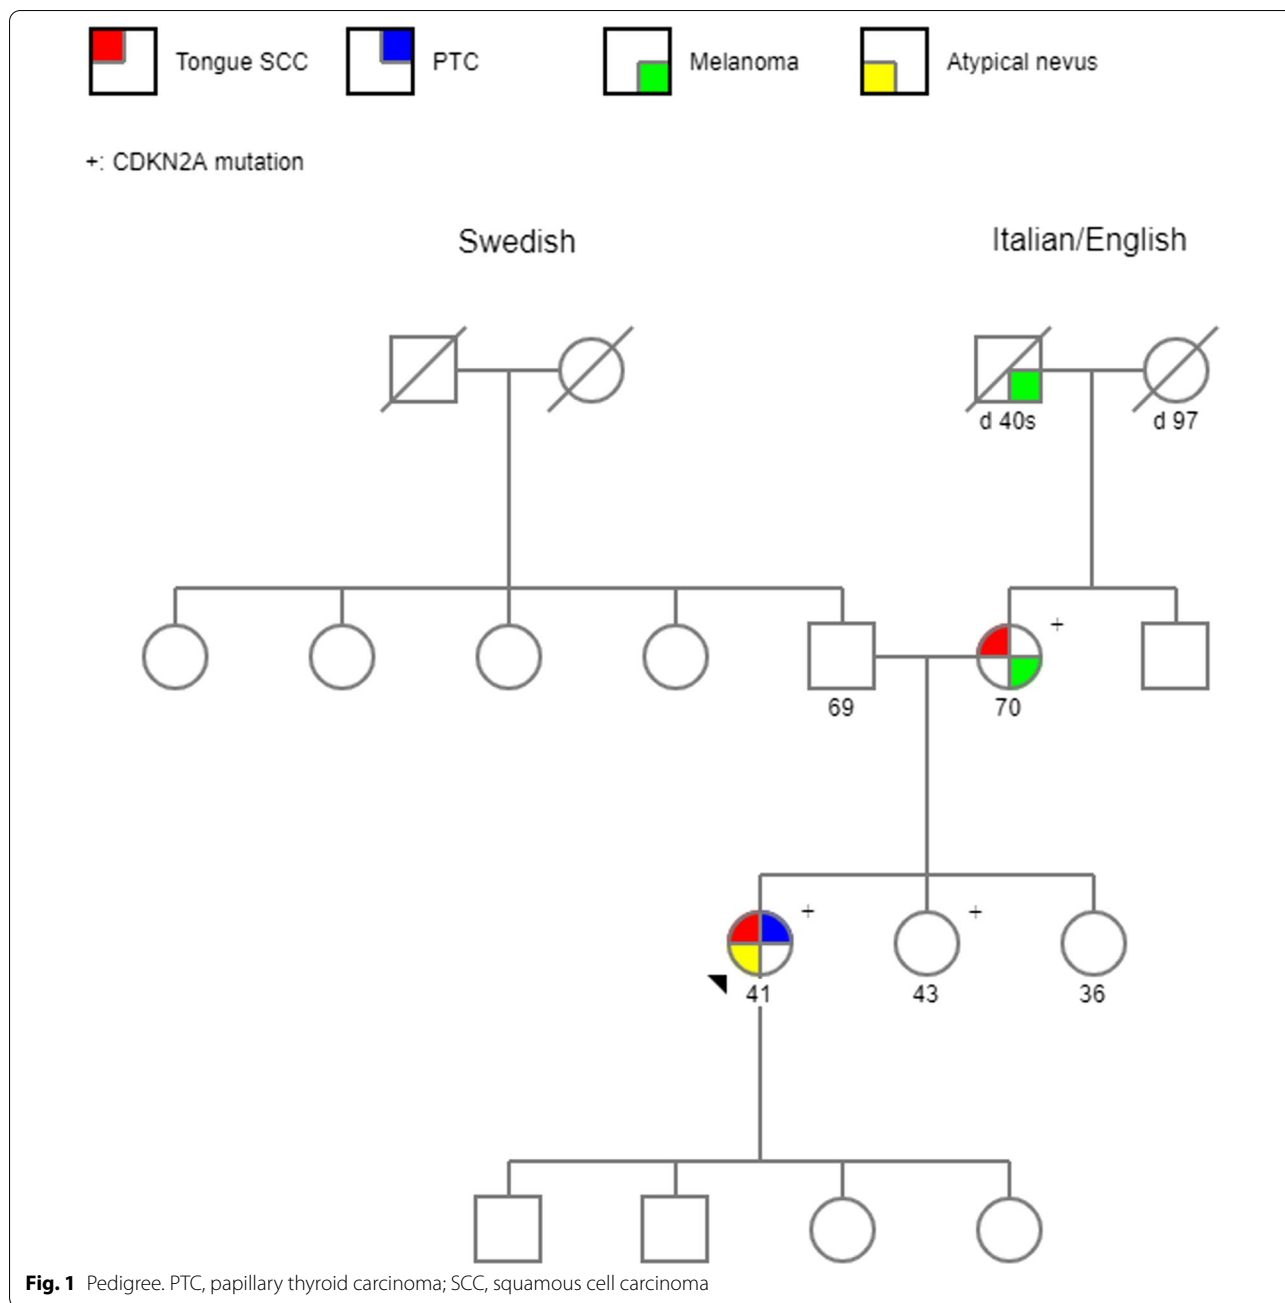 Tongue SCC PTC Melanoma Atypical nevus
+: CDKN2A mutation
Swedish Italian/English
d 40s d 97
+
69 70
+ +
41 43 36
Fig. 1 Pedigree. PTC, papillary thyroid carcinoma; SCC, squamous cell carcinoma